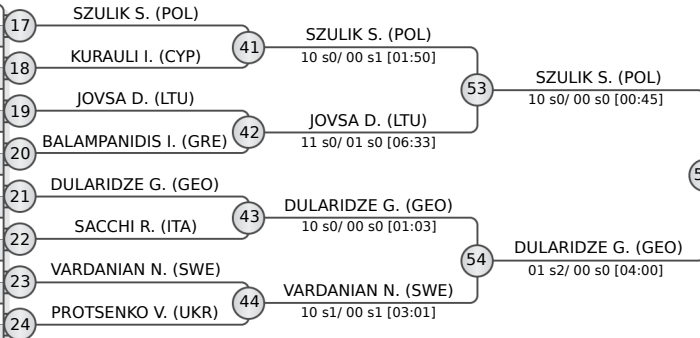 17
SZULIK S. (POL)
18
KURAULI I. (CYP)
41
SZULIK S. (POL)
10 s0/ 00 s1 [01:50]
19
JOVSA D. (LTU)
20
BALAMPANIDIS I. (GRE)
42
JOVSA D. (LTU)
11 s0/ 01 s0 [06:33]
53
SZULIK S. (POL)
10 s0/ 00 s0 [00:45]
21
DULARIDZE G. (GEO)
22
SACCHI R. (ITA)
43
DULARIDZE G. (GEO)
10 s0/ 00 s0 [01:03]
23
VARDANIAN N. (SWE)
24
PROTSENKO V. (UKR)
44
VARDANIAN N. (SWE)
10 s1/ 00 s1 [03:01]
54
DULARIDZE G. (GEO)
01 s2/ 00 s0 [04:00]